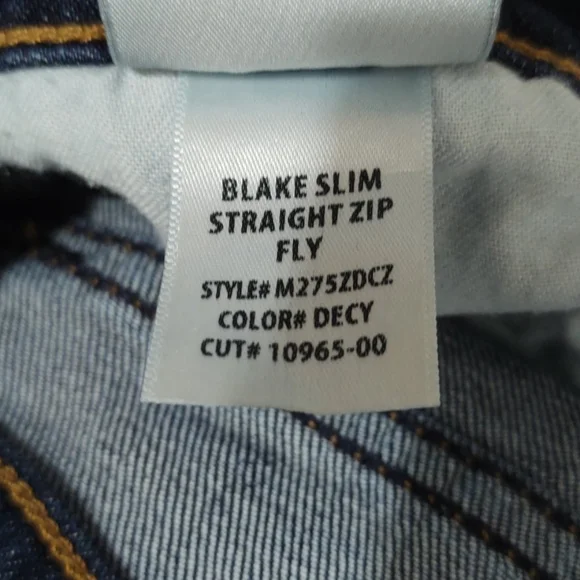 BLAKE SLIM
STRAIGHT ZIP
FLY
STYLE# M275ZDCZ
COLOR# DECY
CUT# 10965-00